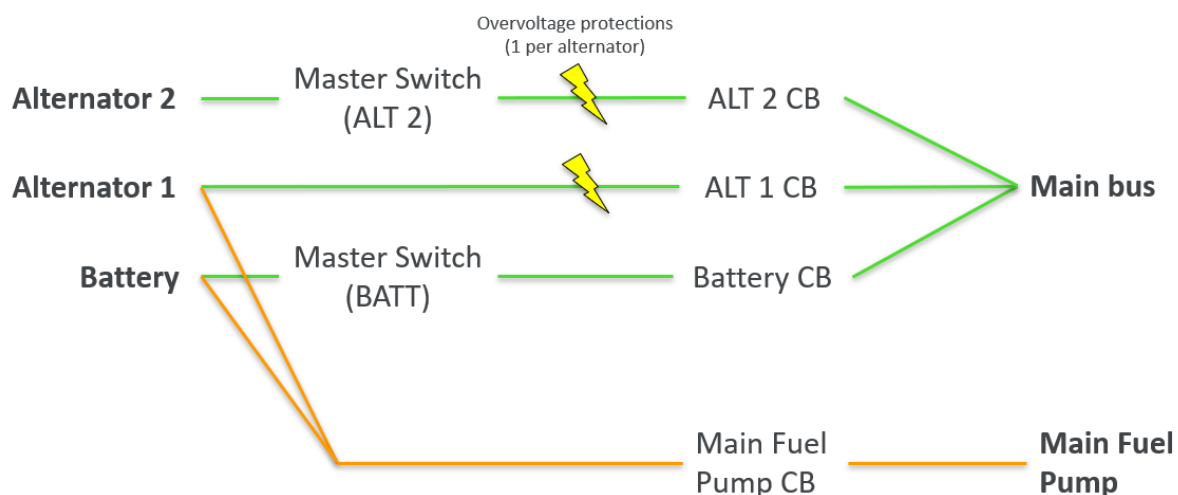 Overvoltage protections
(1 per alternator)
Alternator 2
Master Switch
(ALT 2)
ALT 2 CB
Alternator 1
ALT 1 CB
Main bus
Battery
Master Switch
(BATT)
Battery CB
Main Fuel
Pump CB
Main Fuel
Pump